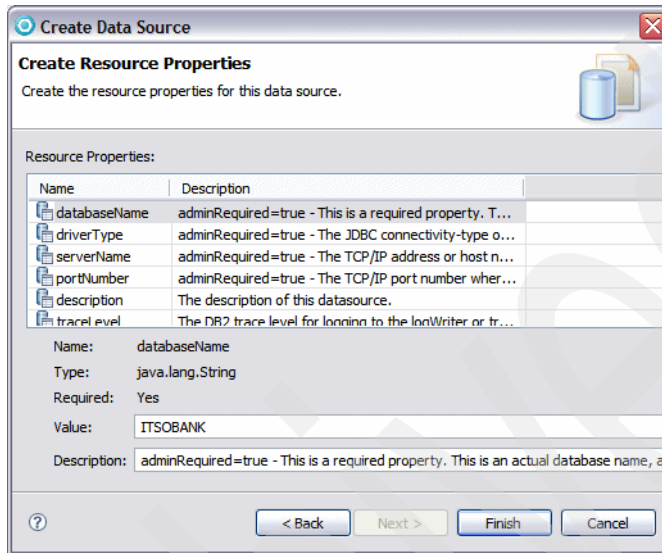 Create Data Source
Create Resource Properties
Create the resource properties for this data source.
Resource Properties:
Name Description
databaseName adminRequired=true - This is a required property. T...
driverType adminRequired=true - The JDBC connectivity-type o...
serverName adminRequired=true - The TCP/IP address or host n...
portNumber adminRequired=true - The TCP/IP port number wher...
description The description of this datasource.
traceLevel The DB2 trace level for logging to the logWriter or tr...
Name: databaseName
Type: java.lang.String
Required: Yes
Value: ITSOBANK
Description: adminRequired=true - This is a required property. This is an actual database name, a
? < Back Next > Finish Cancel